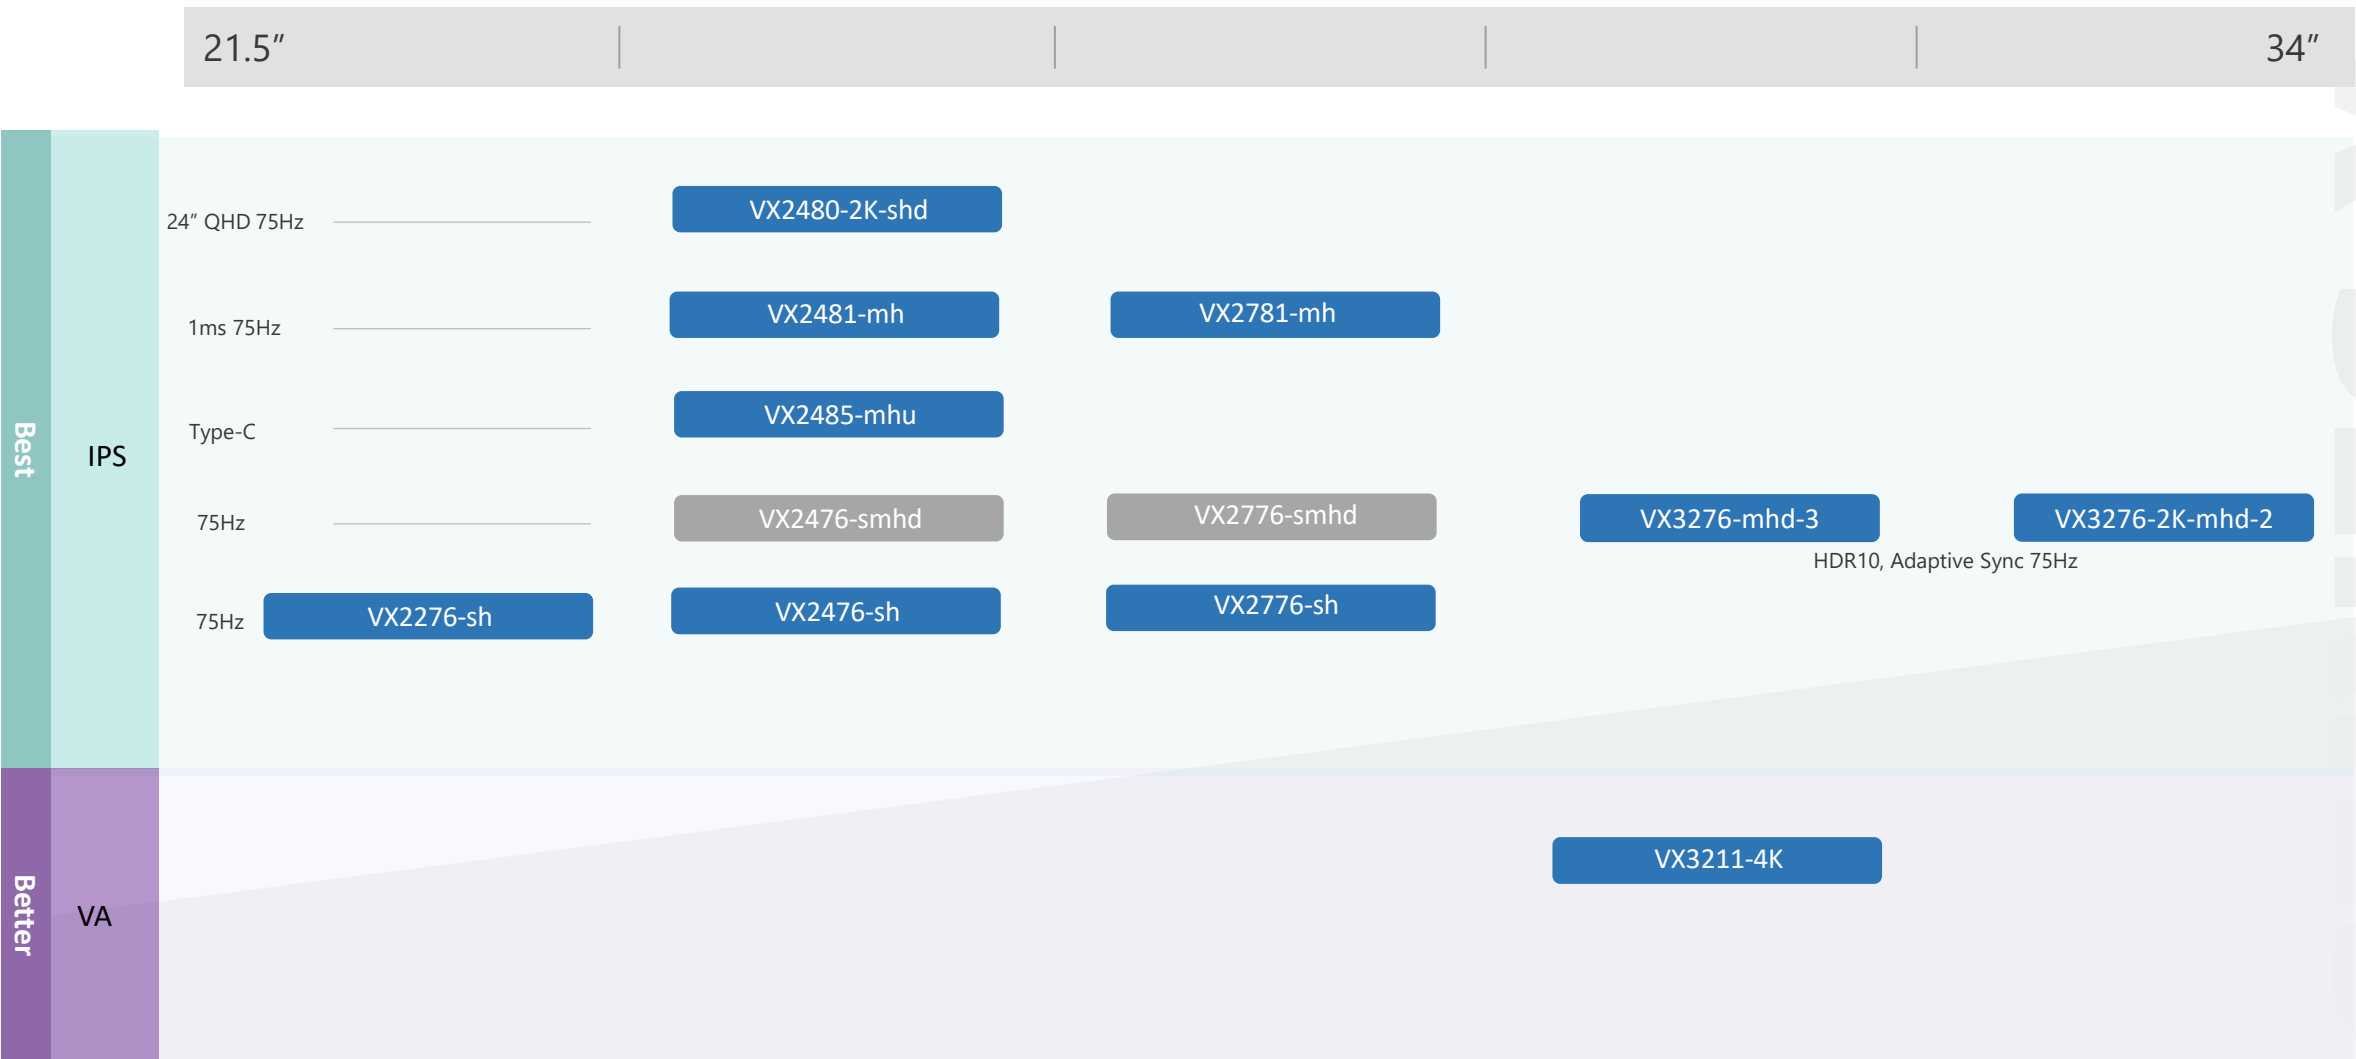 21.5” 34”
24” QHD 75Hz VX2480-2K-shd
1ms 75Hz VX2481-mh VX2781-mh
Type-C VX2485-mhu
Best
IPS
75Hz VX2476-smhd VX2776-smhd VX3276-mhd-3 VX3276-2K-mhd-2
HDR10, Adaptive Sync 75Hz
75Hz VX2276-sh VX2476-sh VX2776-sh
VX3211-4K
Better
VA